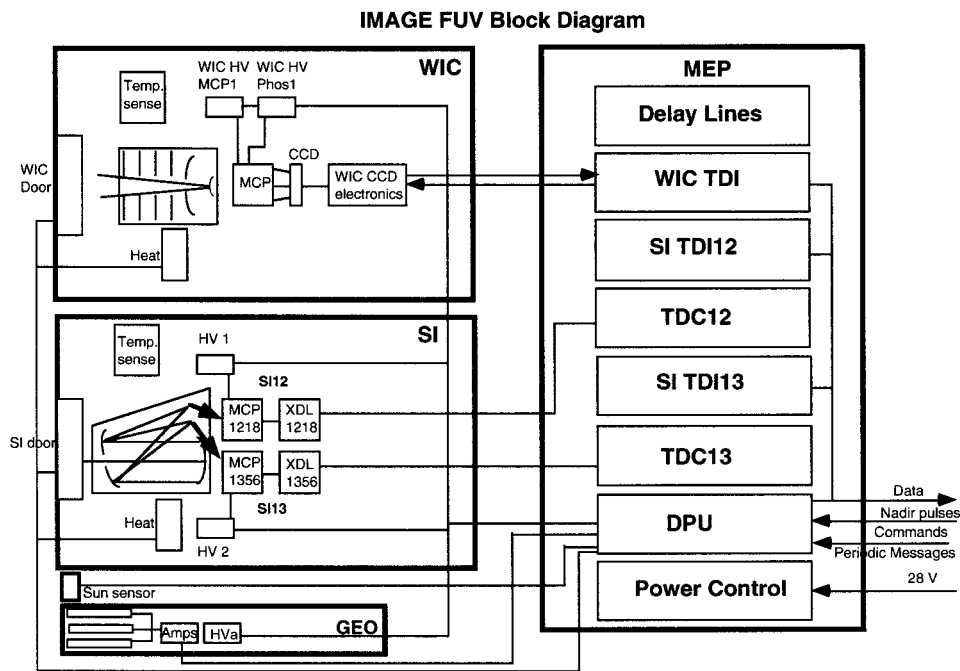 IMAGE FUV Block Diagram
WIC
Temp.
sense
WIC HV
MCP1
WIC HV
Phos1
WIC
Door
MCP
CCD
WIC CCD
electronics
Heat
SI
Temp.
sense
HV 1
SI12
MCP
1218
XDL
1218
SI door
MCP
1356
XDL
1356
SI13
Heat
HV 2
Sun sensor
GEO
Amps
HVa
MEP
Delay Lines
WIC TDI
SI TDI12
TDC12
SI TDI13
TDC13
DPU
Power Control
Data
Nadir pulses
Commands
Periodic Messages
28 V